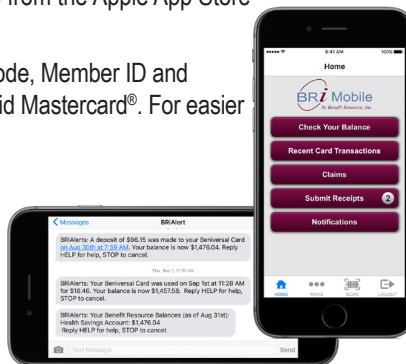 from the Apple App Store
ode, Member ID and
id Mastercard®. For easier
9:41 AM 100%
Home
BRi Mobile
by Benefit Resource, Inc.
Check Your Balance
Recent Card Transactions
Claims
Submit Receipts 2
Notifications
HOME MORE SCAN LOGOUT
Messages BRiAlert
BRIAlerts: A deposit of $96.15 was made to your Beniversal Card
on Aug 30th at 7:59 AM. Your balance is now $1,476.04. Reply
HELP for help, STOP to cancel.
Thu, Sep 1, 11:30 AM
BRIAlerts: Your Beniversal Card was used on Sep 1st at 11:28 AM
for $18.46. Your balance is now $1,457.58. Reply HELP for help,
STOP to cancel.
BRIAlerts: Your Benefit Resource Balances (as of Aug 31st):
Health Savings Account: $1,476.04
Reply HELP for help, STOP to cancel.
Text Message Send